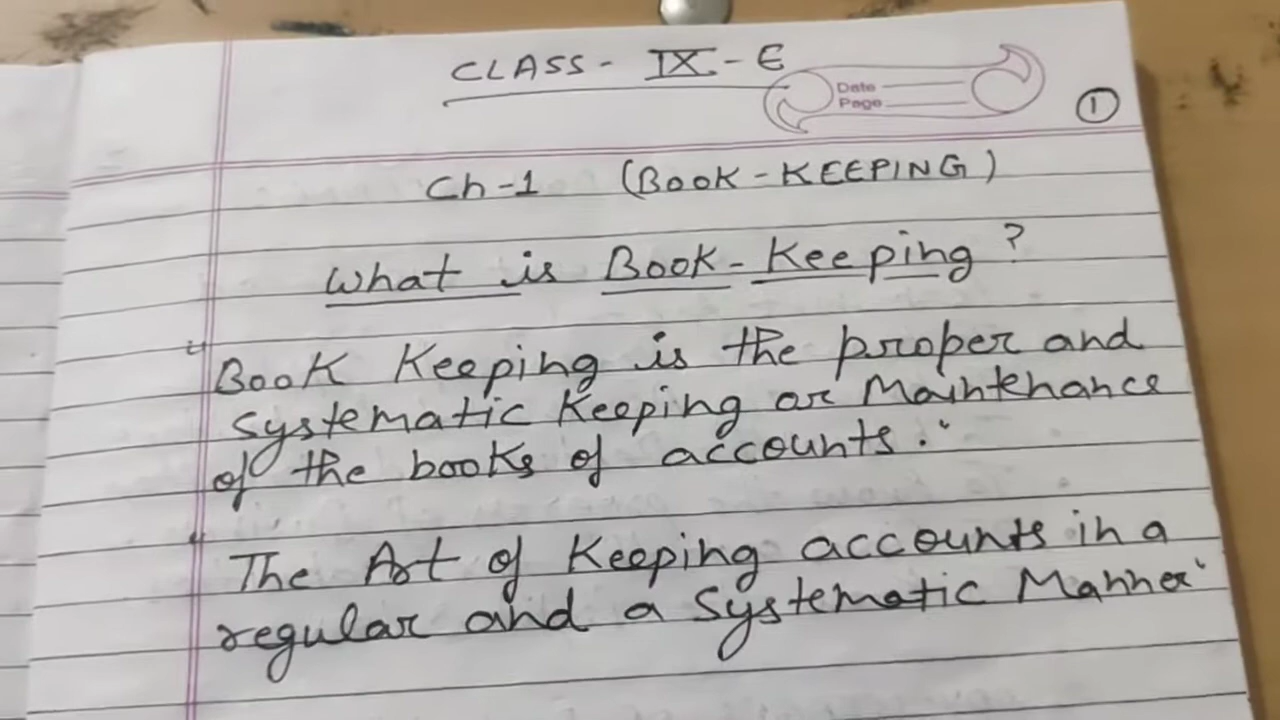 CLASS - IX - E
Date
Page
1
Ch-1 (BOOK-KEEPING)
What is Book-Keeping?
"Book Keeping is the proper and
systematic Keeping or Maintenance
of the books of accounts."
"The Art of Keeping accounts in a
regular and a systematic Manner"